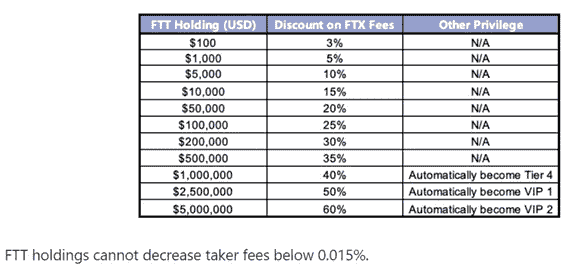 FTT Holding (USD) Discount on FTX Fees Other Privilege
$100 3% N/A
$1,000 5% N/A
$5,000 10% N/A
$10,000 15% N/A
$50,000 20% N/A
$100,000 25% N/A
$200,000 30% N/A
$500,000 35% N/A
$1,000,000 40% Automatically become Tier 4
$2,500,000 50% Automatically become VIP 1
$5,000,000 60% Automatically become VIP 2
FTT holdings cannot decrease taker fees below 0.015%.